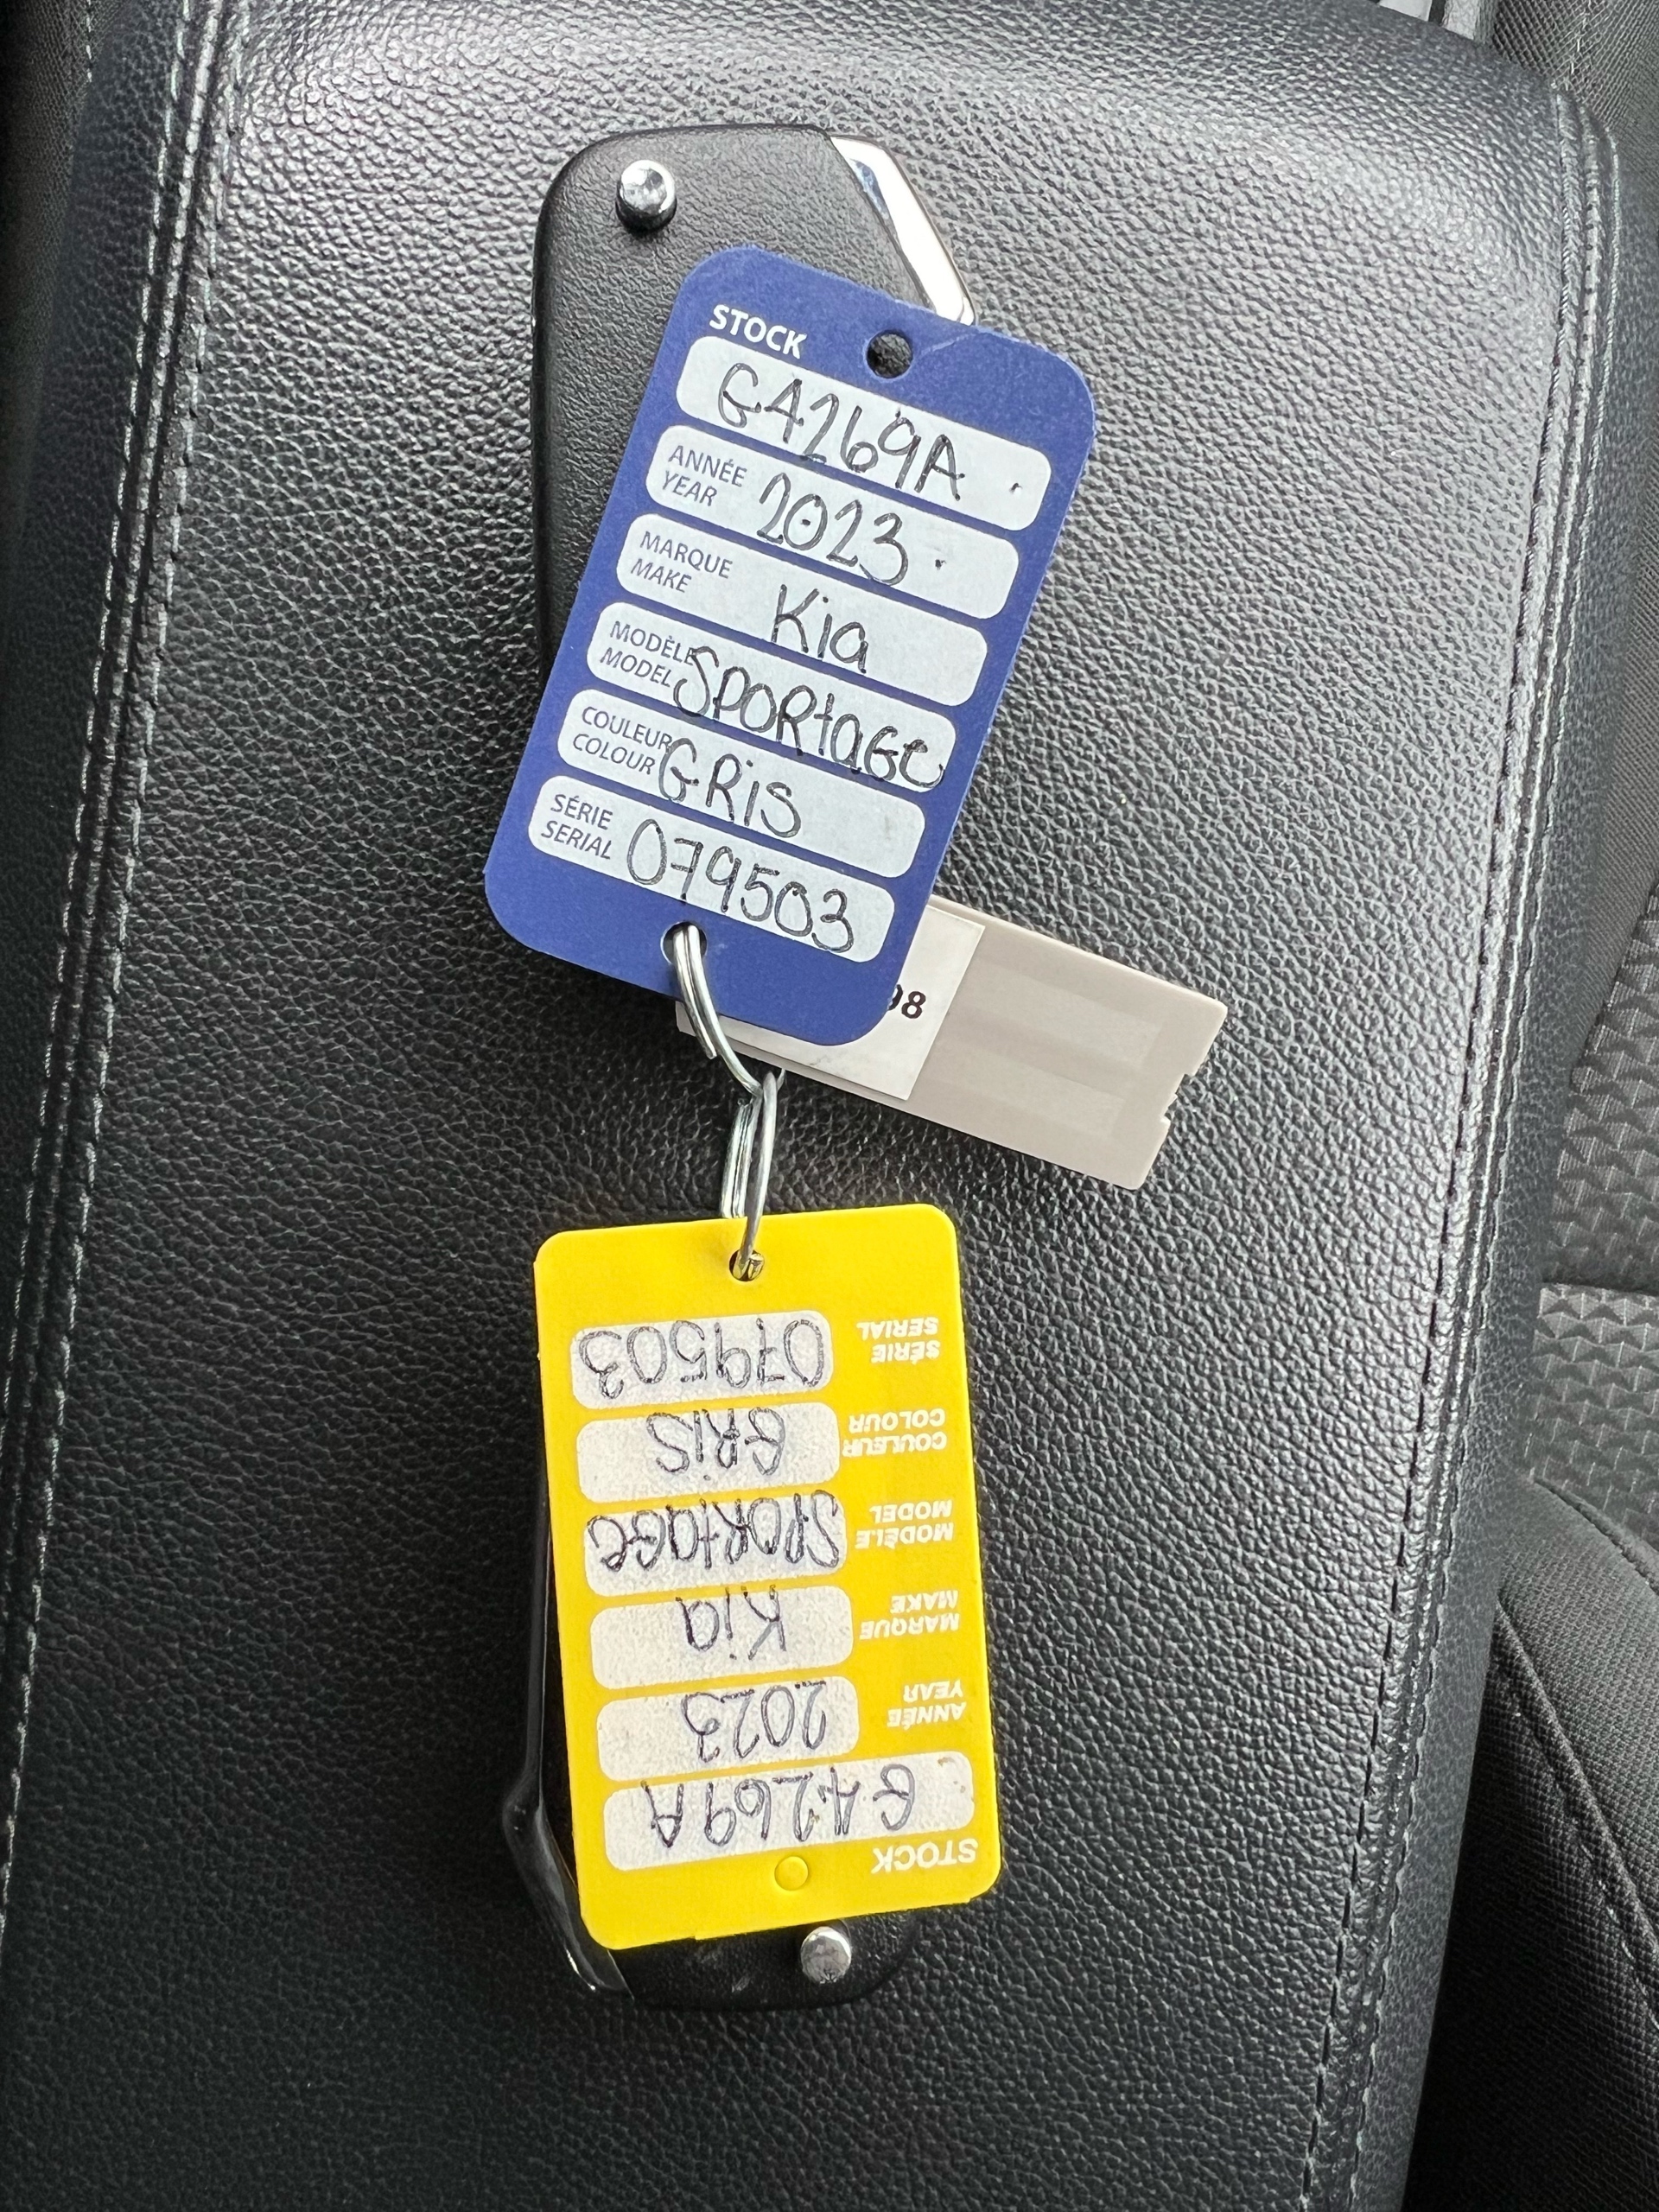 STOCK
G4269A
ANNÉE
YEAR 2023
MARQUE
MAKE Kia
MODÈLE
MODEL SPORtaGe
COULEUR
COLOUR GRis
SÉRIE
SERIAL 079503
98
STOCK
G4269A
ANNÉE
YEAR 2023
MARQUE
MAKE Kia
MODÈLE
MODEL SPORtaGe
COULEUR
COLOUR GRis
SÉRIE
SERIAL 079503